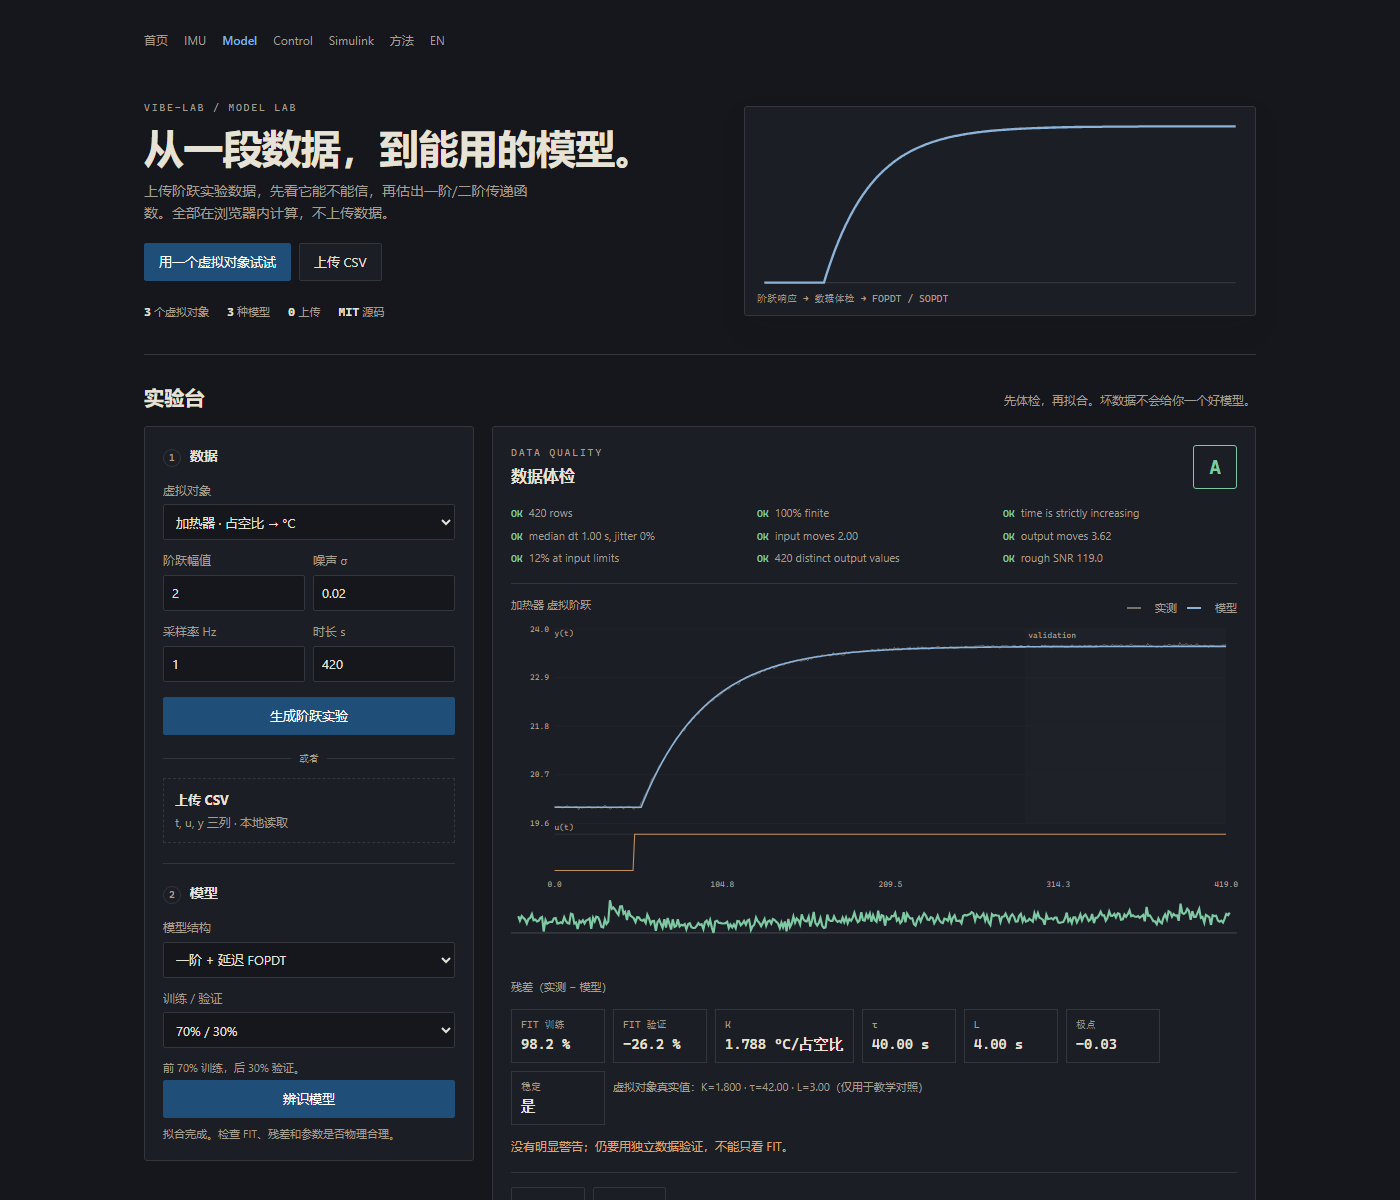 首页 IMU Model Control Simulink 方法 EN
VIBE-LAB / MODEL LAB
从一段数据，到能用的模型。
上传阶跃实验数据，先看它能不能信，再估出一阶/二阶传递函
数。全部在浏览器内计算，不上传数据。
用一个虚拟对象试试 上传 CSV
3 个虚拟对象 3 种模型 0 上传 MIT 源码
阶跃响应 → 数据体检 → FOPDT / SOPDT
实验台
先体检，再拟合。坏数据不会给你一个好模型。
1 数据
虚拟对象
加热器 · 占空比 → °C
阶跃幅值 噪声 σ
2 0.02
采样率 Hz 时长 s
1 420
生成阶跃实验
或者
上传 CSV
t, u, y 三列 · 本地读取
2 模型
模型结构
一阶 + 延迟 FOPDT
训练 / 验证
70% / 30%
前 70% 训练，后 30% 验证。
辨识模型
拟合完成。检查 FIT、残差和参数是否物理合理。
DATA QUALITY
数据体检
A
OK 420 rows OK 100% finite OK time is strictly increasing
OK median dt 1.00 s, jitter 0% OK input moves 2.00 OK output moves 3.62
OK 12% at input limits OK 420 distinct output values OK rough SNR 119.0
加热器 虚拟阶跃
实测 模型
24.0 y(t) validation
22.9
21.8
20.7
19.6 u(t)
0.0 104.8 209.5 314.3 419.0
残差（实测 − 模型）
FIT 训练 FIT 验证 K τ L 极点
98.2 % −26.2 % 1.788 °C/占空比 40.00 s 4.00 s −0.03
稳定
是
虚拟对象真实值：K=1.800 · τ=42.00 · L=3.00（仅用于教学对照）
没有明显警告；仍要用独立数据验证，不能只看 FIT。